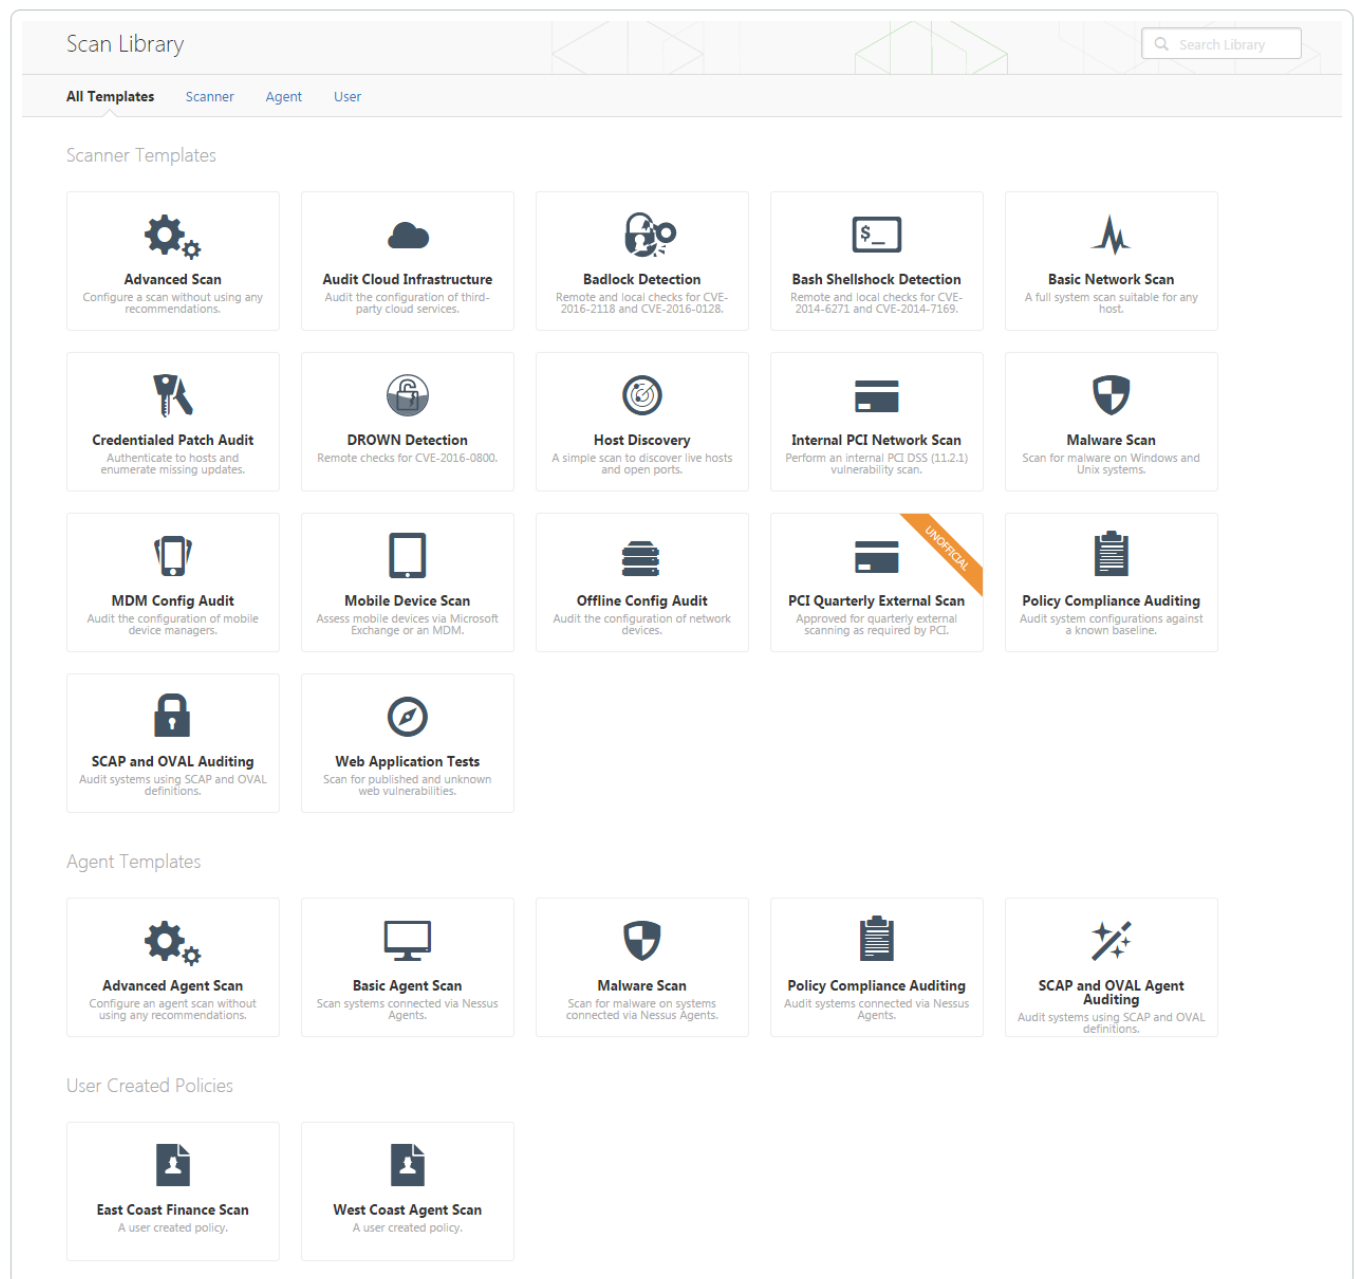 Scan Library
Search Library
All Templates
Scanner
Agent
User
Scanner Templates
Advanced Scan
Configure a scan without using any
recommendations.
Audit Cloud Infrastructure
Audit the configuration of third-
party cloud services.
Badlock Detection
Remote and local checks for CVE-
2016-2118 and CVE-2016-0128.
$_
Bash Shellshock Detection
Remote and local checks for CVE-
2014-6271 and CVE-2014-7169.
Basic Network Scan
A full system scan suitable for any
host.
Credentialed Patch Audit
Authenticate to hosts and
enumerate missing updates.
DROWN Detection
Remote checks for CVE-2016-0800.
Host Discovery
A simple scan to discover live hosts
and open ports.
Internal PCI Network Scan
Perform an internal PCI DSS (11.2.1)
vulnerability scan.
Malware Scan
Scan for malware on Windows and
Unix systems.
MDM Config Audit
Audit the configuration of mobile
device managers.
Mobile Device Scan
Assess mobile devices via Microsoft
Exchange or an MDM.
Offline Config Audit
Audit the configuration of network
devices.
UNOFFICIAL
PCI Quarterly External Scan
Approved for quarterly external
scanning as required by PCI.
Policy Compliance Auditing
Audit system configurations against
a known baseline.
SCAP and OVAL Auditing
Audit systems using SCAP and OVAL
definitions.
Web Application Tests
Scan for published and unknown
web vulnerabilities.
Agent Templates
Advanced Agent Scan
Configure an agent scan without
using any recommendations.
Basic Agent Scan
Scan systems connected via Nessus
Agents.
Malware Scan
Scan for malware on systems
connected via Nessus Agents.
Policy Compliance Auditing
Audit systems connected via Nessus
Agents.
SCAP and OVAL Agent
Auditing
Audit systems using SCAP and OVAL
definitions.
User Created Policies
East Coast Finance Scan
A user created policy.
West Coast Agent Scan
A user created policy.